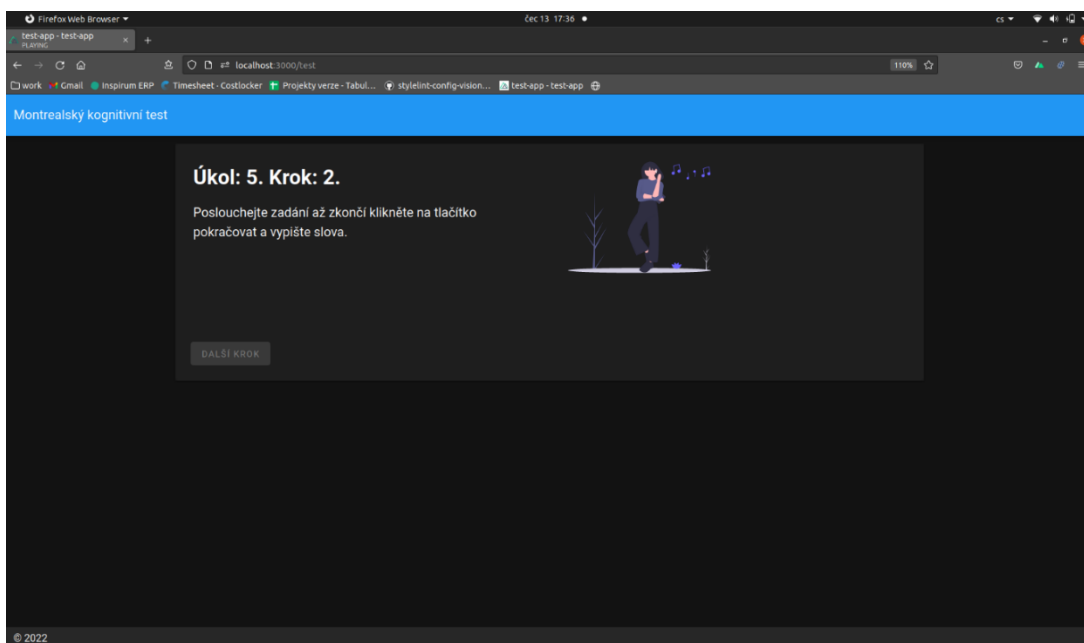 Firefox Web Browser
čec 13 17:36
cs
test-app - test-app
PLAYING
localhost:3000/test
110%
work
Gmail
Inspirum ERP
Timesheet - Costlocker
Projekty verze - Tabul...
stylelint-config-vision...
test-app - test-app
Montrealský kognitivní test
Úkol: 5. Krok: 2.
Poslouchejte zadání až zkončí klikněte na tlačítko
pokračovat a vypište slova.
DALŠÍ KROK
© 2022